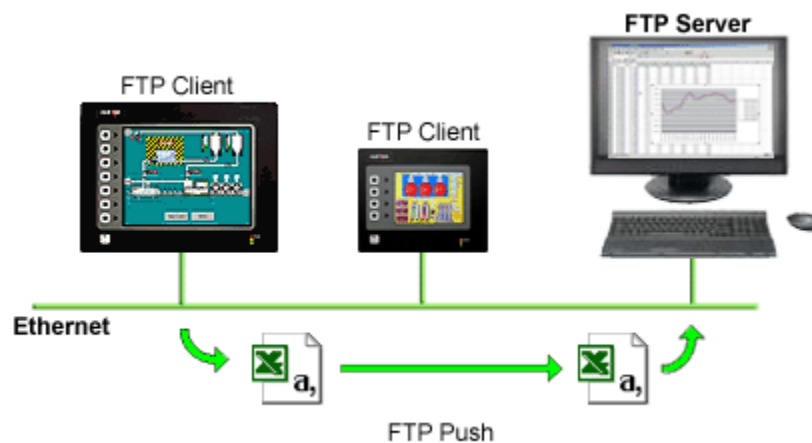 FTP Server
FTP Client
FTP Client
Ethernet
a,
a,
FTP Push